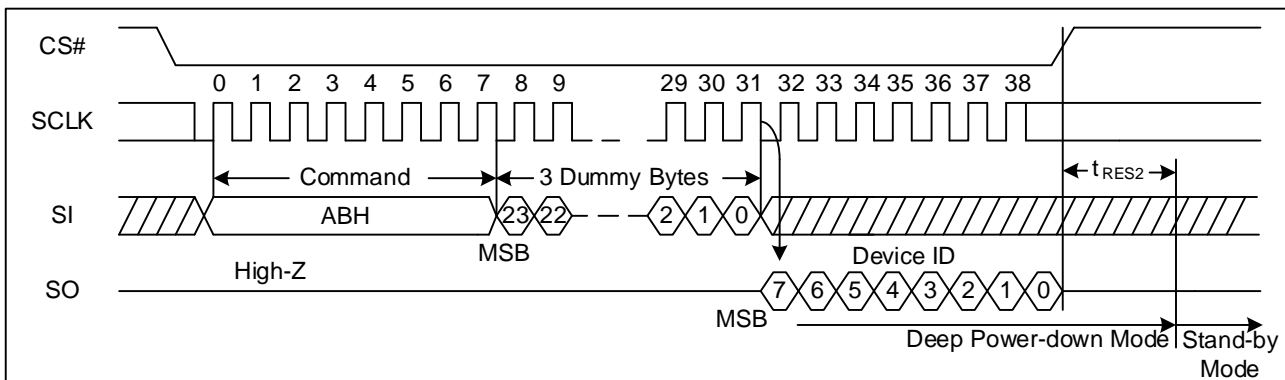 CS#
0 1 2 3 4 5 6 7 8 9 29 30 31 32 33 34 35 36 37 38
SCLK
Command 3 Dummy Bytes tRES2
SI ABH 23 22 2 1 0
MSB
High-Z Device ID
SO 7 6 5 4 3 2 1 0
MSB
Deep Power-down Mode Stand-by
Mode